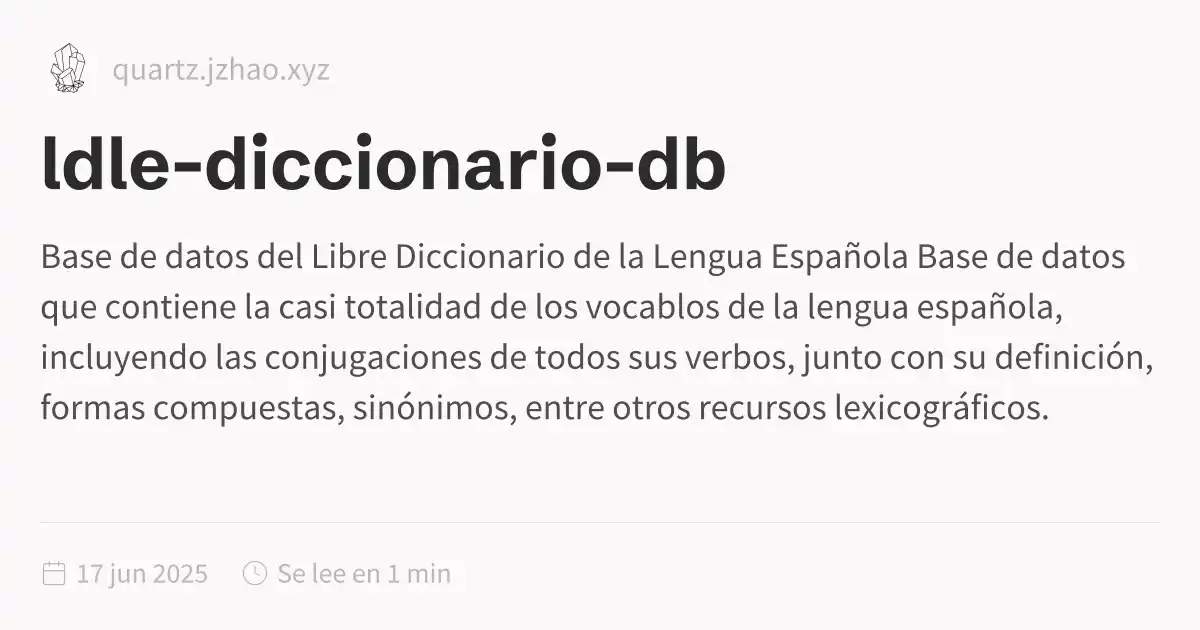 quartz.jzhao.xyz
ldle-diccionario-db
Base de datos del Libre Diccionario de la Lengua Española Base de datos
que contiene la casi totalidad de los vocablos de la lengua española,
incluyendo las conjugaciones de todos sus verbos, junto con su definición,
formas compuestas, sinónimos, entre otros recursos lexicográficos.
17 jun 2025 Se lee en 1 min